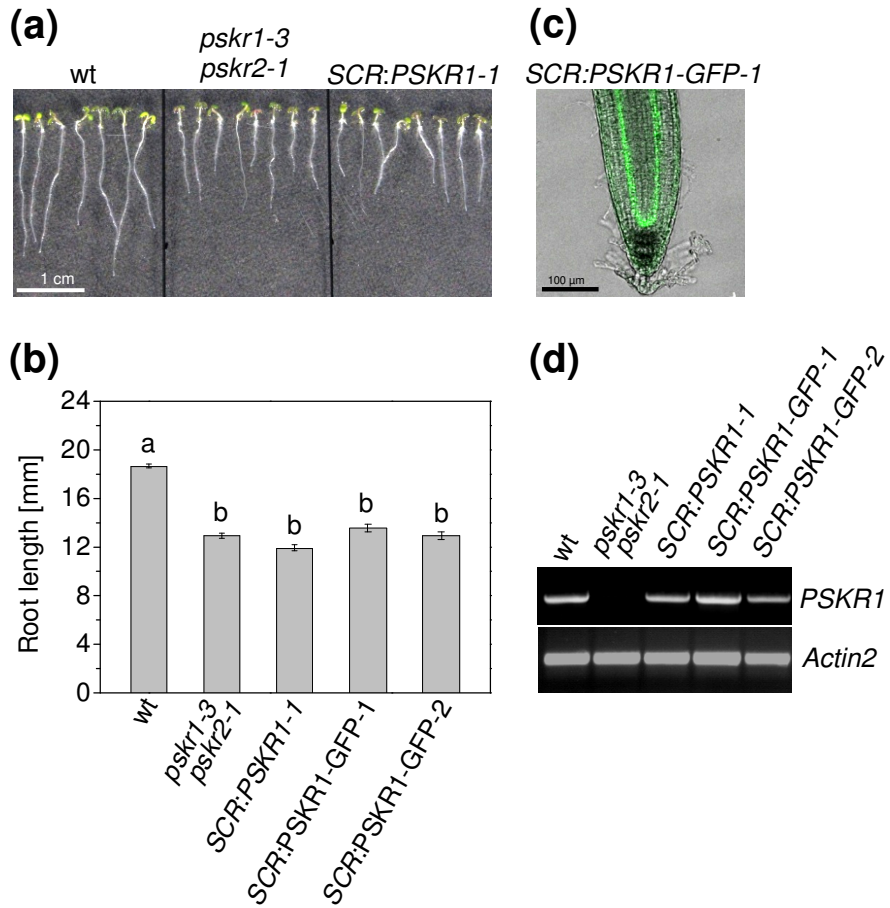 (a)
wt
pskr1-3
pskr2-1
SCR:PSKR1-1
1 cm
(c)
SCR:PSKR1-GFP-1
100 µm
(b)
Root length [mm]
24
20
16
12
8
4
0
a
b
b
b
b
wt
pskr1-3
pskr2-1
SCR:PSKR1-1
SCR:PSKR1-GFP-1
SCR:PSKR1-GFP-2
(d)
wt
pskr1-3
pskr2-1
SCR:PSKR1-1
SCR:PSKR1-GFP-1
SCR:PSKR1-GFP-2
PSKR1
Actin2